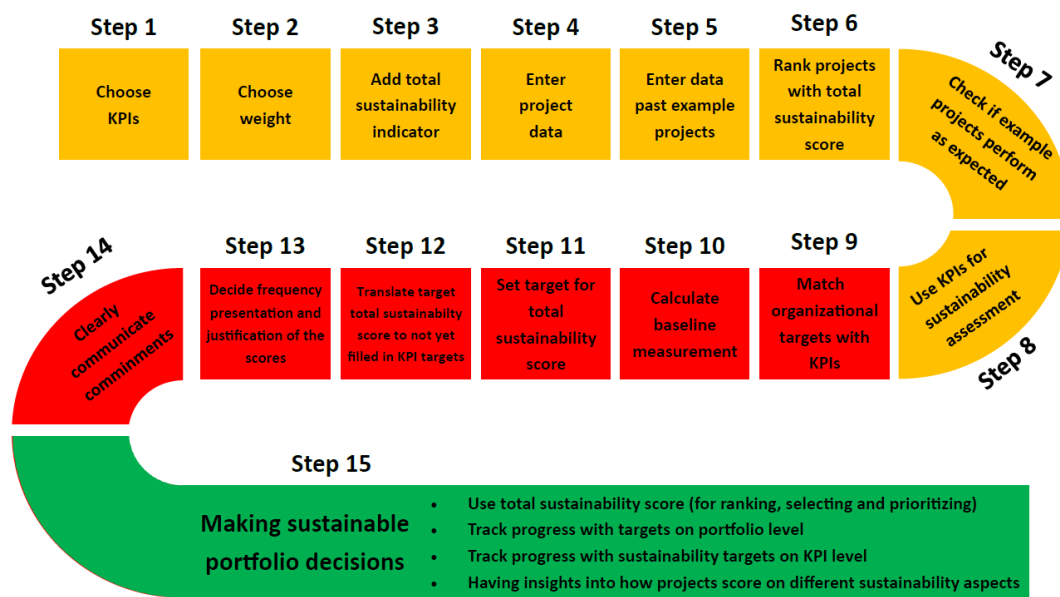 Step 1
Choose
KPIs
Step 2
Choose
weight
Step 3
Add total
sustainability
indicator
Step 4
Enter
project
data
Step 5
Enter data
past example
projects
Step 6
Rank projects
with total
sustainability
score
Step 7
Check if example
projects perform
as expected
Step 8
Use KPIs for
sustainability
assessment
Step 9
Match
organizational
targets with
KPIs
Step 10
Calculate
baseline
measurement
Step 11
Set target for
total
sustainability
score
Step 12
Translate target
total sustainabilty
score to not yet
filled in KPI targets
Step 13
Decide frequency
presentation and
justification of the
scores
Step 14
Clearly
communicate
comminments
Step 15
Making sustainable
portfolio decisions
• Use total sustainability score (for ranking, selecting and prioritizing)
• Track progress with targets on portfolio level
• Track progress with sustainability targets on KPI level
• Having insights into how projects score on different sustainability aspects